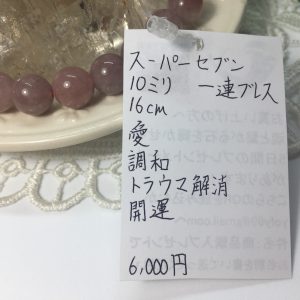 スーパーセブン
10ミリ 一連ブレス
16cm
愛
調和
トラウマ解消
開運
6,000円